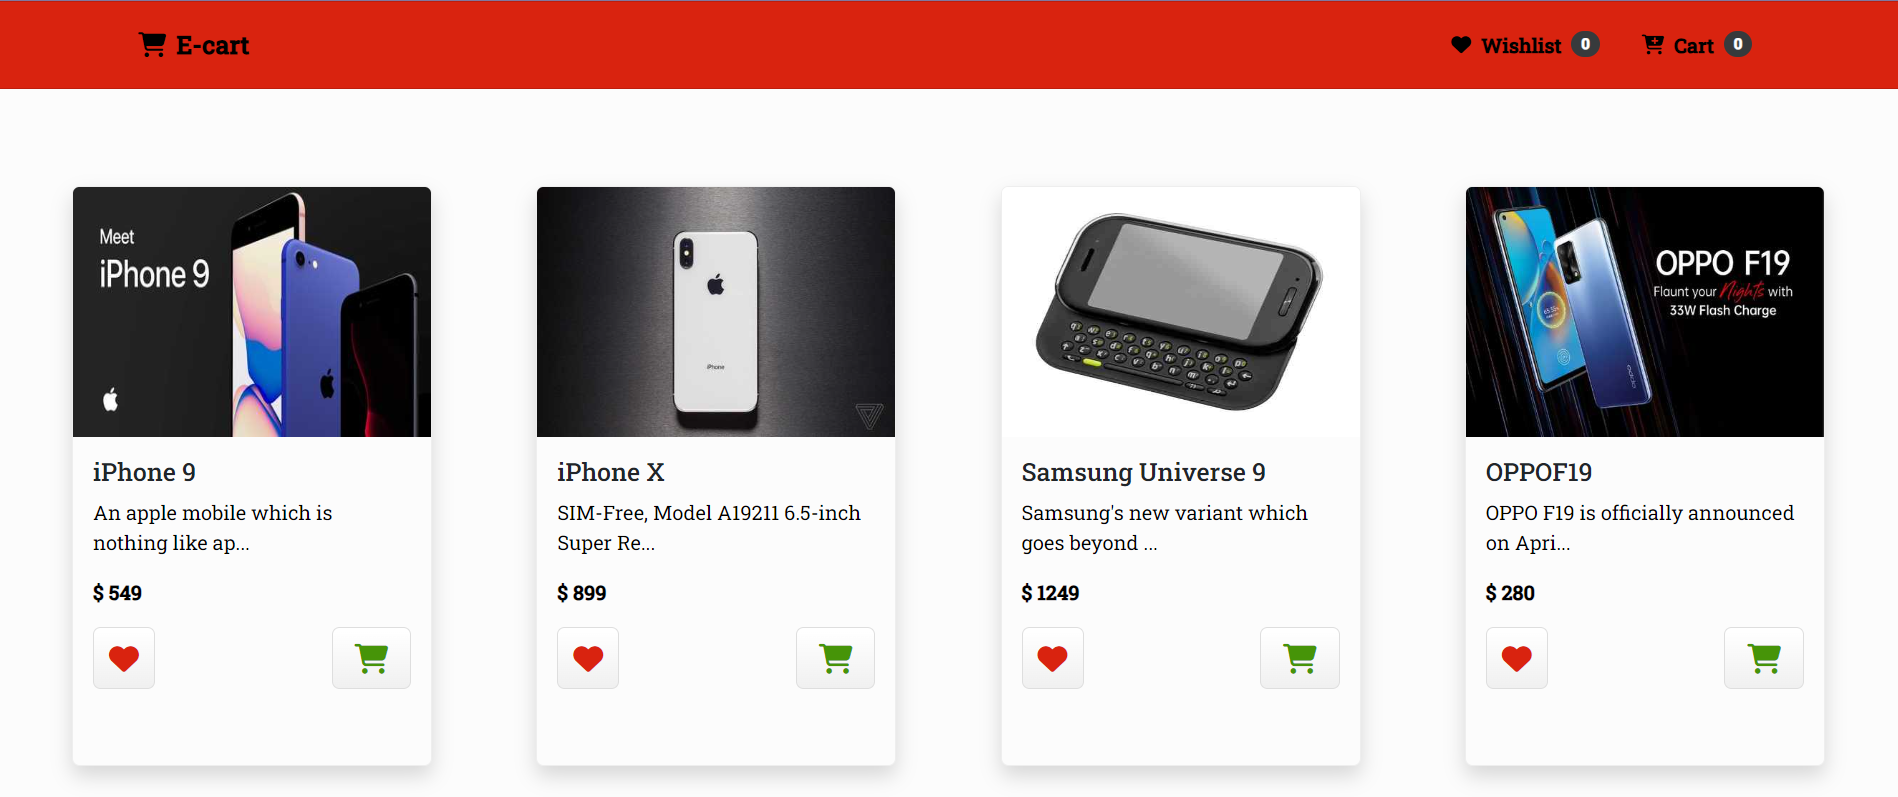 E-cart
Wishlist 0
Cart 0
Meet
iPhone 9
iPhone
OPPO F19
Flaunt your Nights with
33W Flash Charge
oppo
iPhone 9
An apple mobile which is
nothing like ap...
$ 549
iPhone X
SIM-Free, Model A19211 6.5-inch
Super Re...
$ 899
Samsung Universe 9
Samsung's new variant which
goes beyond ...
$ 1249
OPPOF19
OPPO F19 is officially announced
on Apri...
$ 280